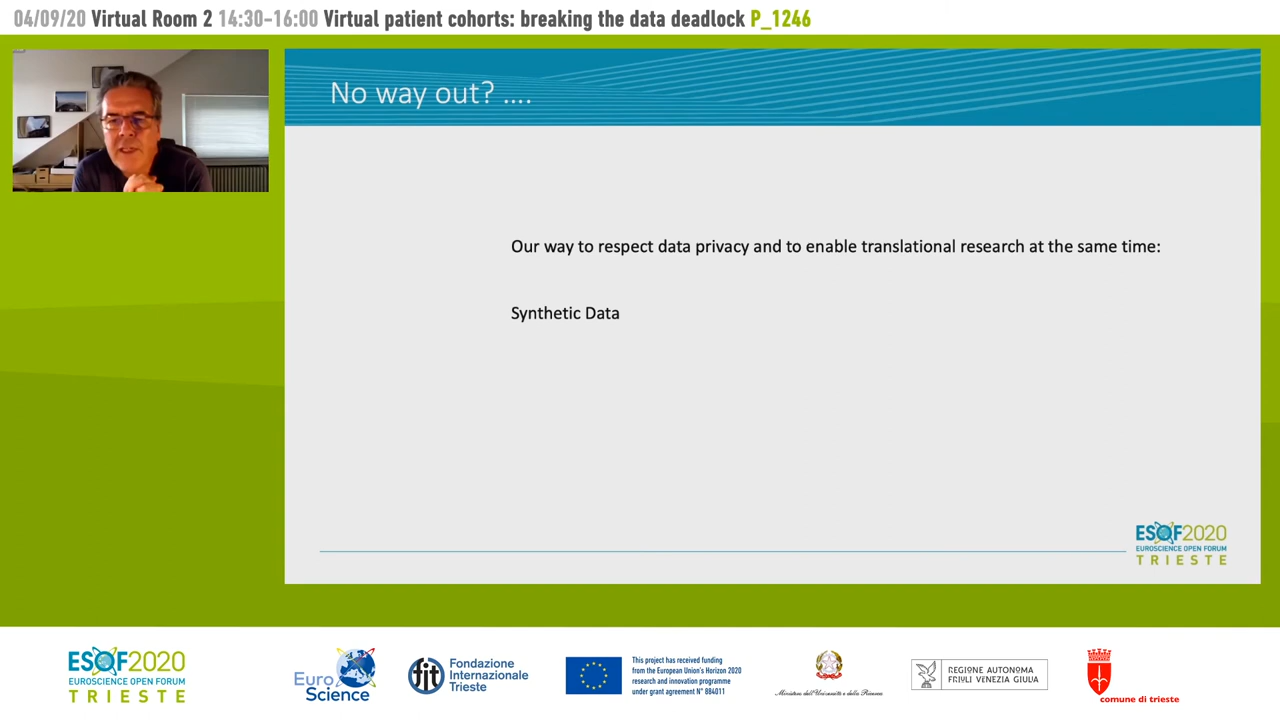 04/09/20 Virtual Room 2 14:30-16:00 Virtual patient cohorts: breaking the data deadlock P_1246
No way out? ....
Our way to respect data privacy and to enable translational research at the same time:
Synthetic Data
ESOF2020
EUROSCIENCE OPEN FORUM
TRIESTE
ESOF2020
EUROSCIENCE OPEN FORUM
TRIESTE
Euro
Science
fit
Fondazione
Internazionale
Trieste
This project has received funding
from the European Union's Horizon 2020
research and innovation programme
under grant agreement N° 884011
Ministero dell'Università e della Ricerca
REGIONE AUTONOMA
FRIULI VENEZIA GIULIA
comune di trieste